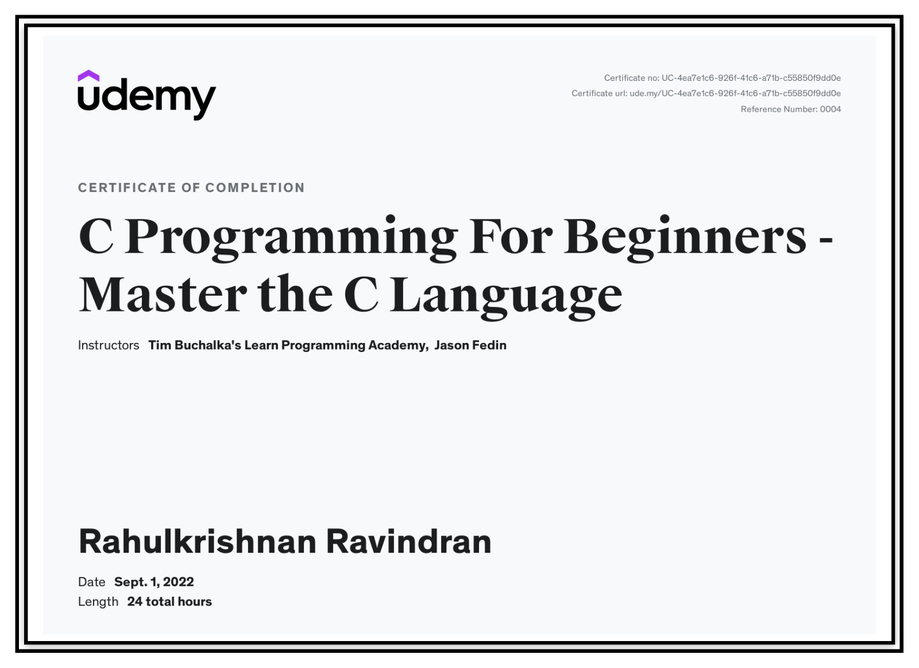 udemy
Certificate no: UC-4ea7e1c6-926f-41c6-a71b-c55850f9dd0e
Certificate url: ude.my/UC-4ea7e1c6-926f-41c6-a71b-c55850f9dd0e
Reference Number: 0004
CERTIFICATE OF COMPLETION
C Programming For Beginners -
Master the C Language
Instructors Tim Buchalka's Learn Programming Academy, Jason Fedin
Rahulkrishnan Ravindran
Date Sept. 1, 2022
Length 24 total hours